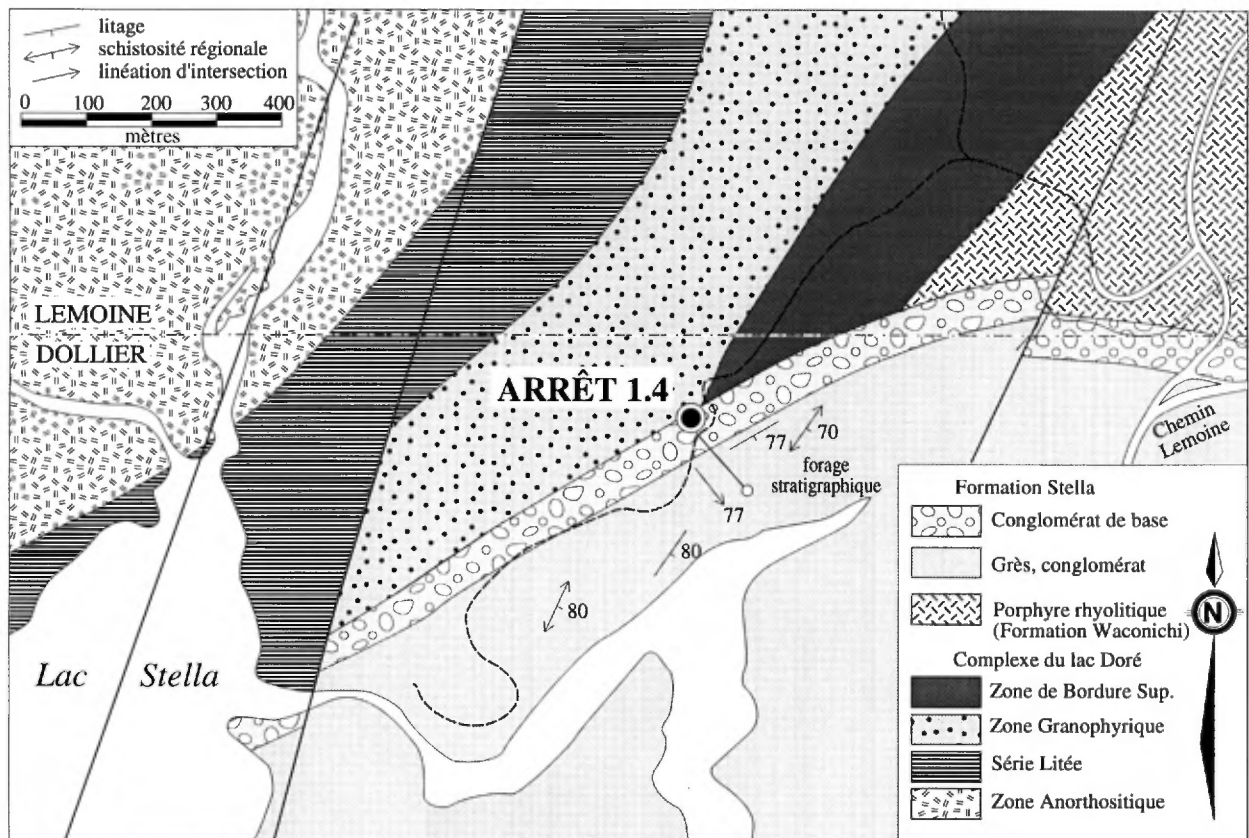 litage
schistosité régionale
linéation d'intersection
0 100 200 300 400
mètres
LEMOINE
DOLLIER
ARRÊT 1.4
77
70
forage
stratigraphique
77
80
80
Chemin
Lemoine
Lac Stella
Formation Stella
Conglomérat de base
Grès, conglomérat
Porphyre rhyolitique
(Formation Waconichi)
Complexe du lac Doré
Zone de Bordure Sup.
Zone Granophyrique
Série Litée
Zone Anorthositique
N